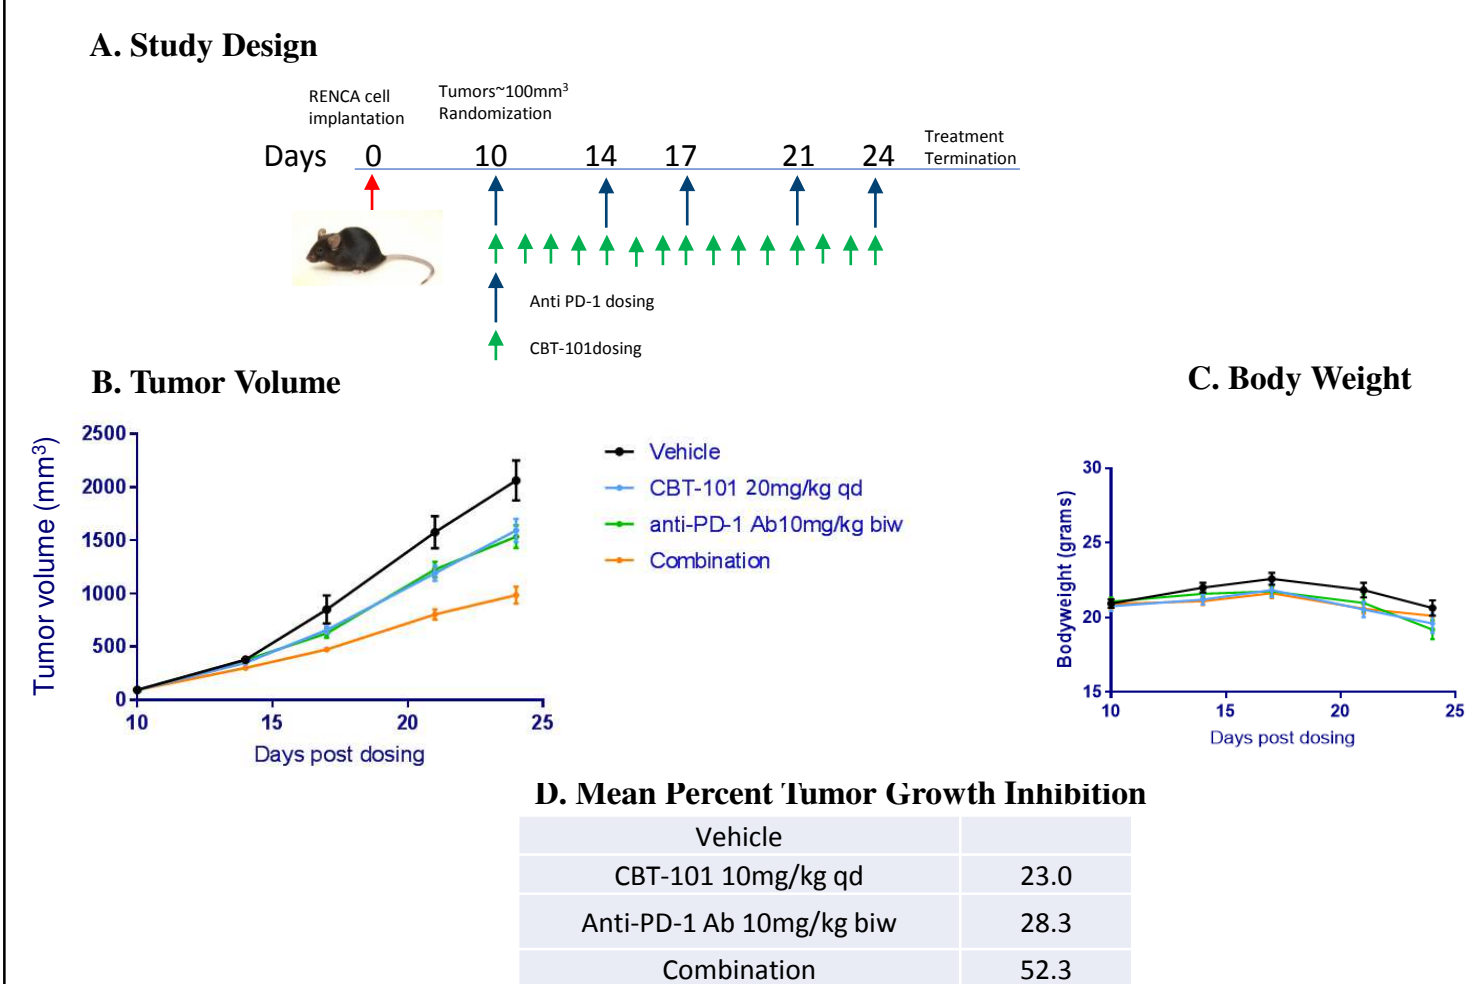 A. Study Design
RENCA cell
implantation
Tumors~100mm³
Randomization
Days 0 10 14 17 21 24
Treatment
Termination
Anti PD-1 dosing
CBT-101dosing
B. Tumor Volume
Tumor volume (mm³)
2500
2000
1500
1000
500
0
10 15 20 25
Days post dosing
Vehicle
CBT-101 20mg/kg qd
anti-PD-1 Ab10mg/kg biw
Combination
C. Body Weight
Bodyweight (grams)
30
25
20
15
10 15 20 25
Days post dosing
D. Mean Percent Tumor Growth Inhibition
Vehicle
CBT-101 10mg/kg qd 23.0
Anti-PD-1 Ab 10mg/kg biw 28.3
Combination 52.3